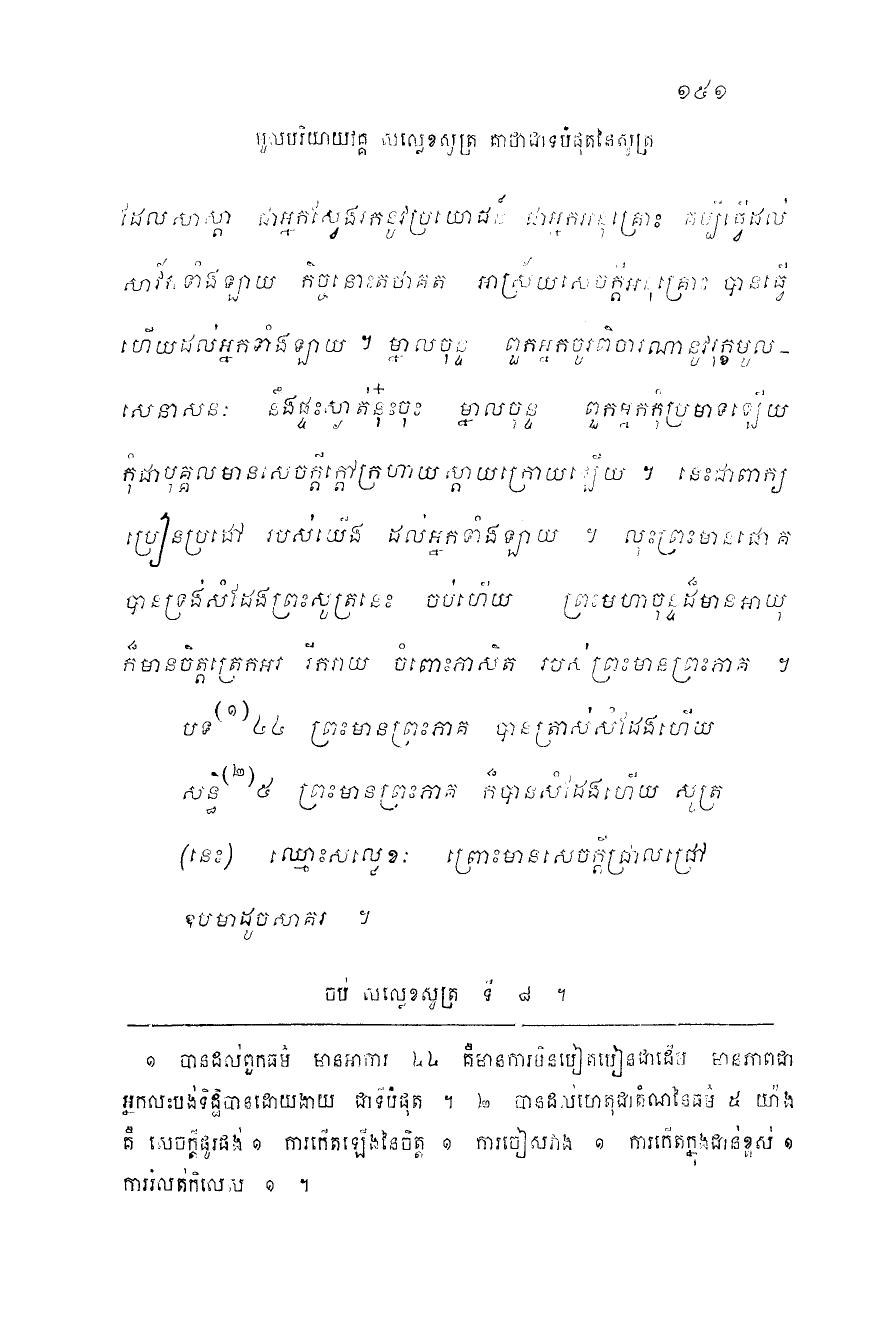 ១៥១
មូលបរិយាយវគ្គ សល្លេខសូត្រ គាថាជាទបំផុតនៃសូត្រ
ដែលសាស្តា ជាអ្នកស្វែងរកនូវប្រយោជន៍ ជាអ្នកអនុគ្រោះ គប្បីធ្វើដល់
សាវ័កទាំងឡាយ កិច្ចនោះតថាគត អាស្រ័យសេចក្តីអនុគ្រោះ បានធ្វើ
ហើយដល់អ្នកទាំងឡាយ ។ ម្នាលចុន្ទ ពួកអ្នកចូរពិចារណានូវរុក្ខមូល-
សេនាសនៈ នឹងផ្ទះស្ងាត់នុ៎ះចុះ ម្នាលចុន្ទ ពួកអ្នកកុំប្រមាទឡើយ
កុំជាបុគ្គលមានសេចក្តីក្តៅក្រហាយស្តាយក្រោយឡើយ ។ នេះជាពាក្យ
ប្រៀនប្រដៅ របស់យើង ដល់អ្នកទាំងឡាយ ។ លុះព្រះមានជោគ
បានទ្រង់សំដែងព្រះសូត្រនេះ ចប់ហើយ ព្រះមហាចុន្ទដ៏មានអាយុ
ក៏មានចិត្តត្រេកអរ រីករាយ ចំពោះភាសិត របស់ព្រះមានព្រះភាគ ។
បទ(១)៤៤ ព្រះមានព្រះភាគ បានត្រាស់សំដែងហើយ
សន្ធិ(២)៥ ព្រះមានព្រះភាគ ក៏បានសំដែងហើយ សូត្រ
(នេះ) ឈ្មោះសល្លេខៈ ព្រោះមានសេចក្តីជ្រាលជ្រៅ
ឧបមាដូចសាគរ ។
ចប់ សល្លេខសូត្រ ទី ៨ ។
១ បានដល់ពួកធម៌ មានអាការ ៤៤ គឺមានការមិនបៀតបៀនជាដើម មានភាពជា
អ្នកលះបង់ទិដ្ឋិបានដោយងាយ ជាទីបំផុត ។ ២ បានដល់ហេតុជាតំណនៃធម៌ ៥ យ៉ាង
គឺ សេចក្តីផូរផង់ ១ ការកើតឡើងនៃចិត្ត ១ ការចៀសវាង ១ ការកើតក្នុងជាន់ខ្ពស់ ១
ការរំលត់កិលេស ១ ។